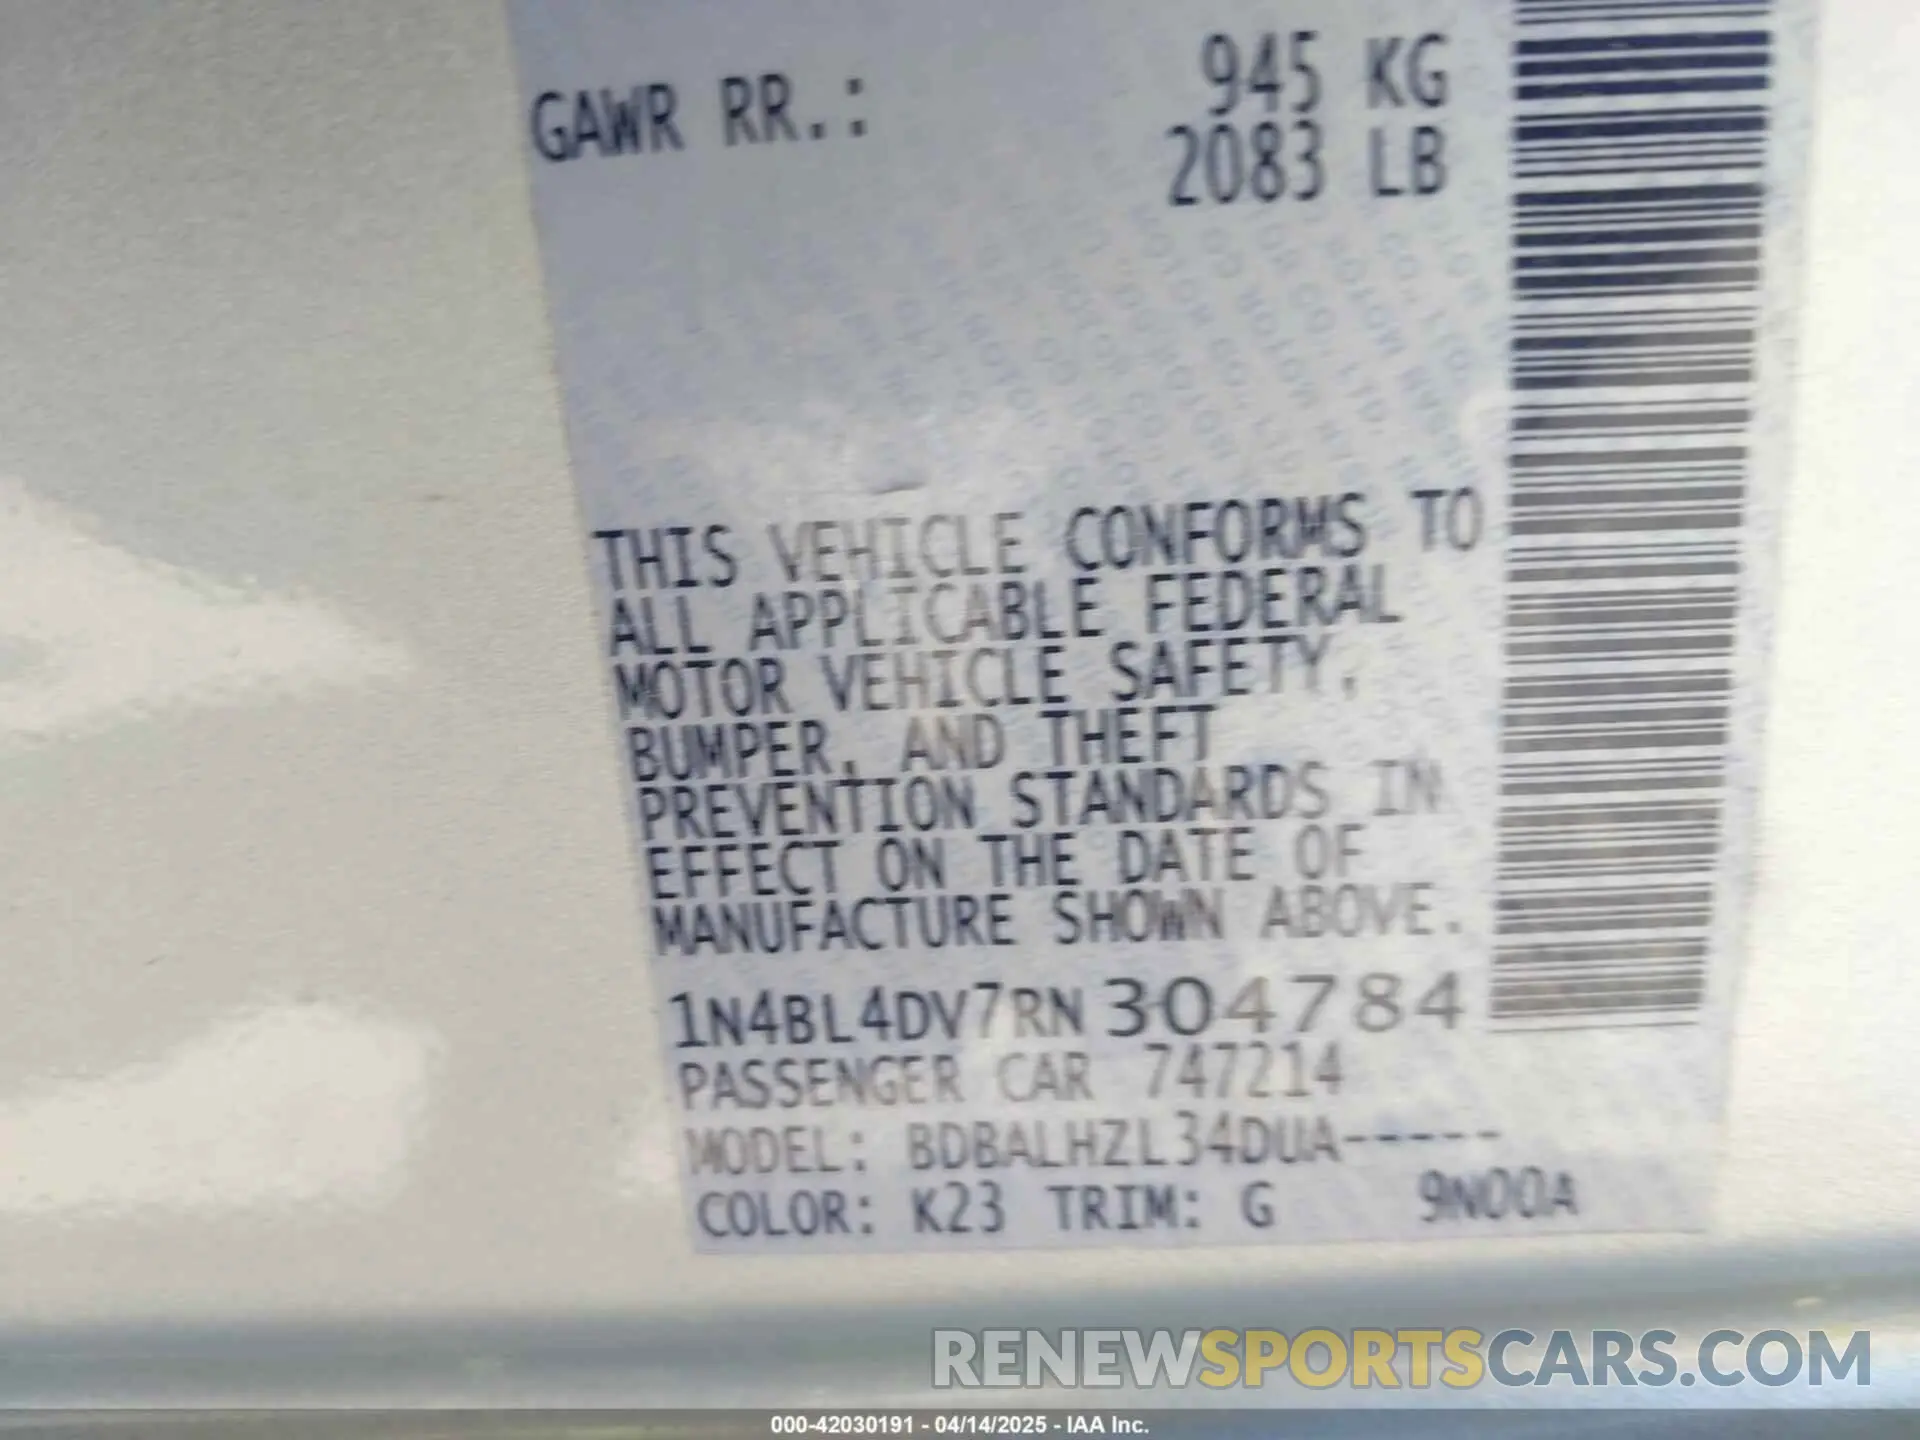 GAWR RR.: 945 KG
2083 LB
THIS VEHICLE CONFORMS TO
ALL APPLICABLE FEDERAL
MOTOR VEHICLE SAFETY,
BUMPER, AND THEFT
PREVENTION STANDARDS IN
EFFECT ON THE DATE OF
MANUFACTURE SHOWN ABOVE.
1N4BL4DV7RN304784
PASSENGER CAR 747214
MODEL: BDBALHZL34DUA-----
COLOR: K23 TRIM: G 9N00A
RENEWSPORTSCARS.COM
000-42030191 - 04/14/2025 - IAA Inc.